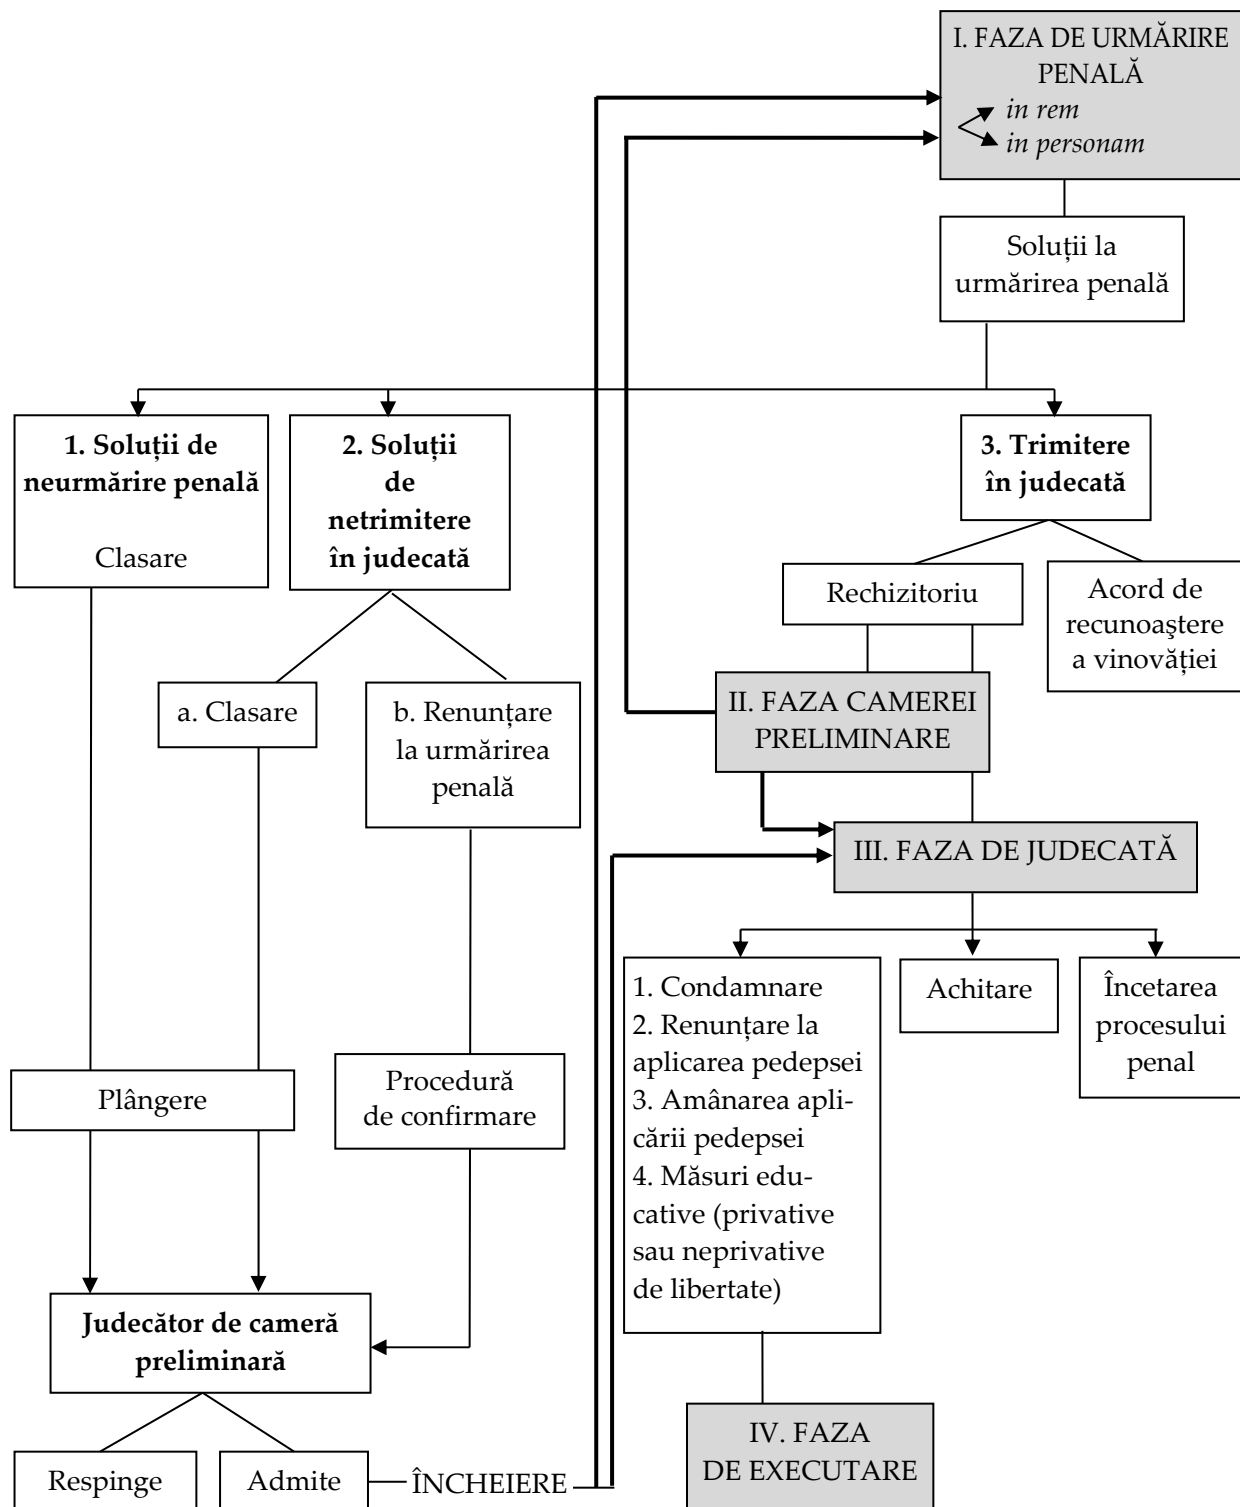 I. FAZA DE URMĂRIRE
PENALĂ
in rem
in personam
Soluții la
urmărirea penală
1. Soluții de
neurmărire penală
Clasare
2. Soluții
de
netrimitere
în judecată
3. Trimitere
în judecată
Rechizitoriu
Acord de
recunoaştere
a vinovăției
a. Clasare
b. Renunțare
la urmărirea
penală
II. FAZA CAMEREI
PRELIMINARE
III. FAZA DE JUDECATĂ
1. Condamnare
2. Renunțare la
aplicarea pedepsei
3. Amânarea apli-
cării pedepsei
4. Măsuri edu-
cative (privative
sau neprivative
de libertate)
Achitare
Încetarea
procesului
penal
Plângere
Procedură
de confirmare
Judecător de cameră
preliminară
Respinge
Admite
ÎNCHEIERE
IV. FAZA
DE EXECUTARE